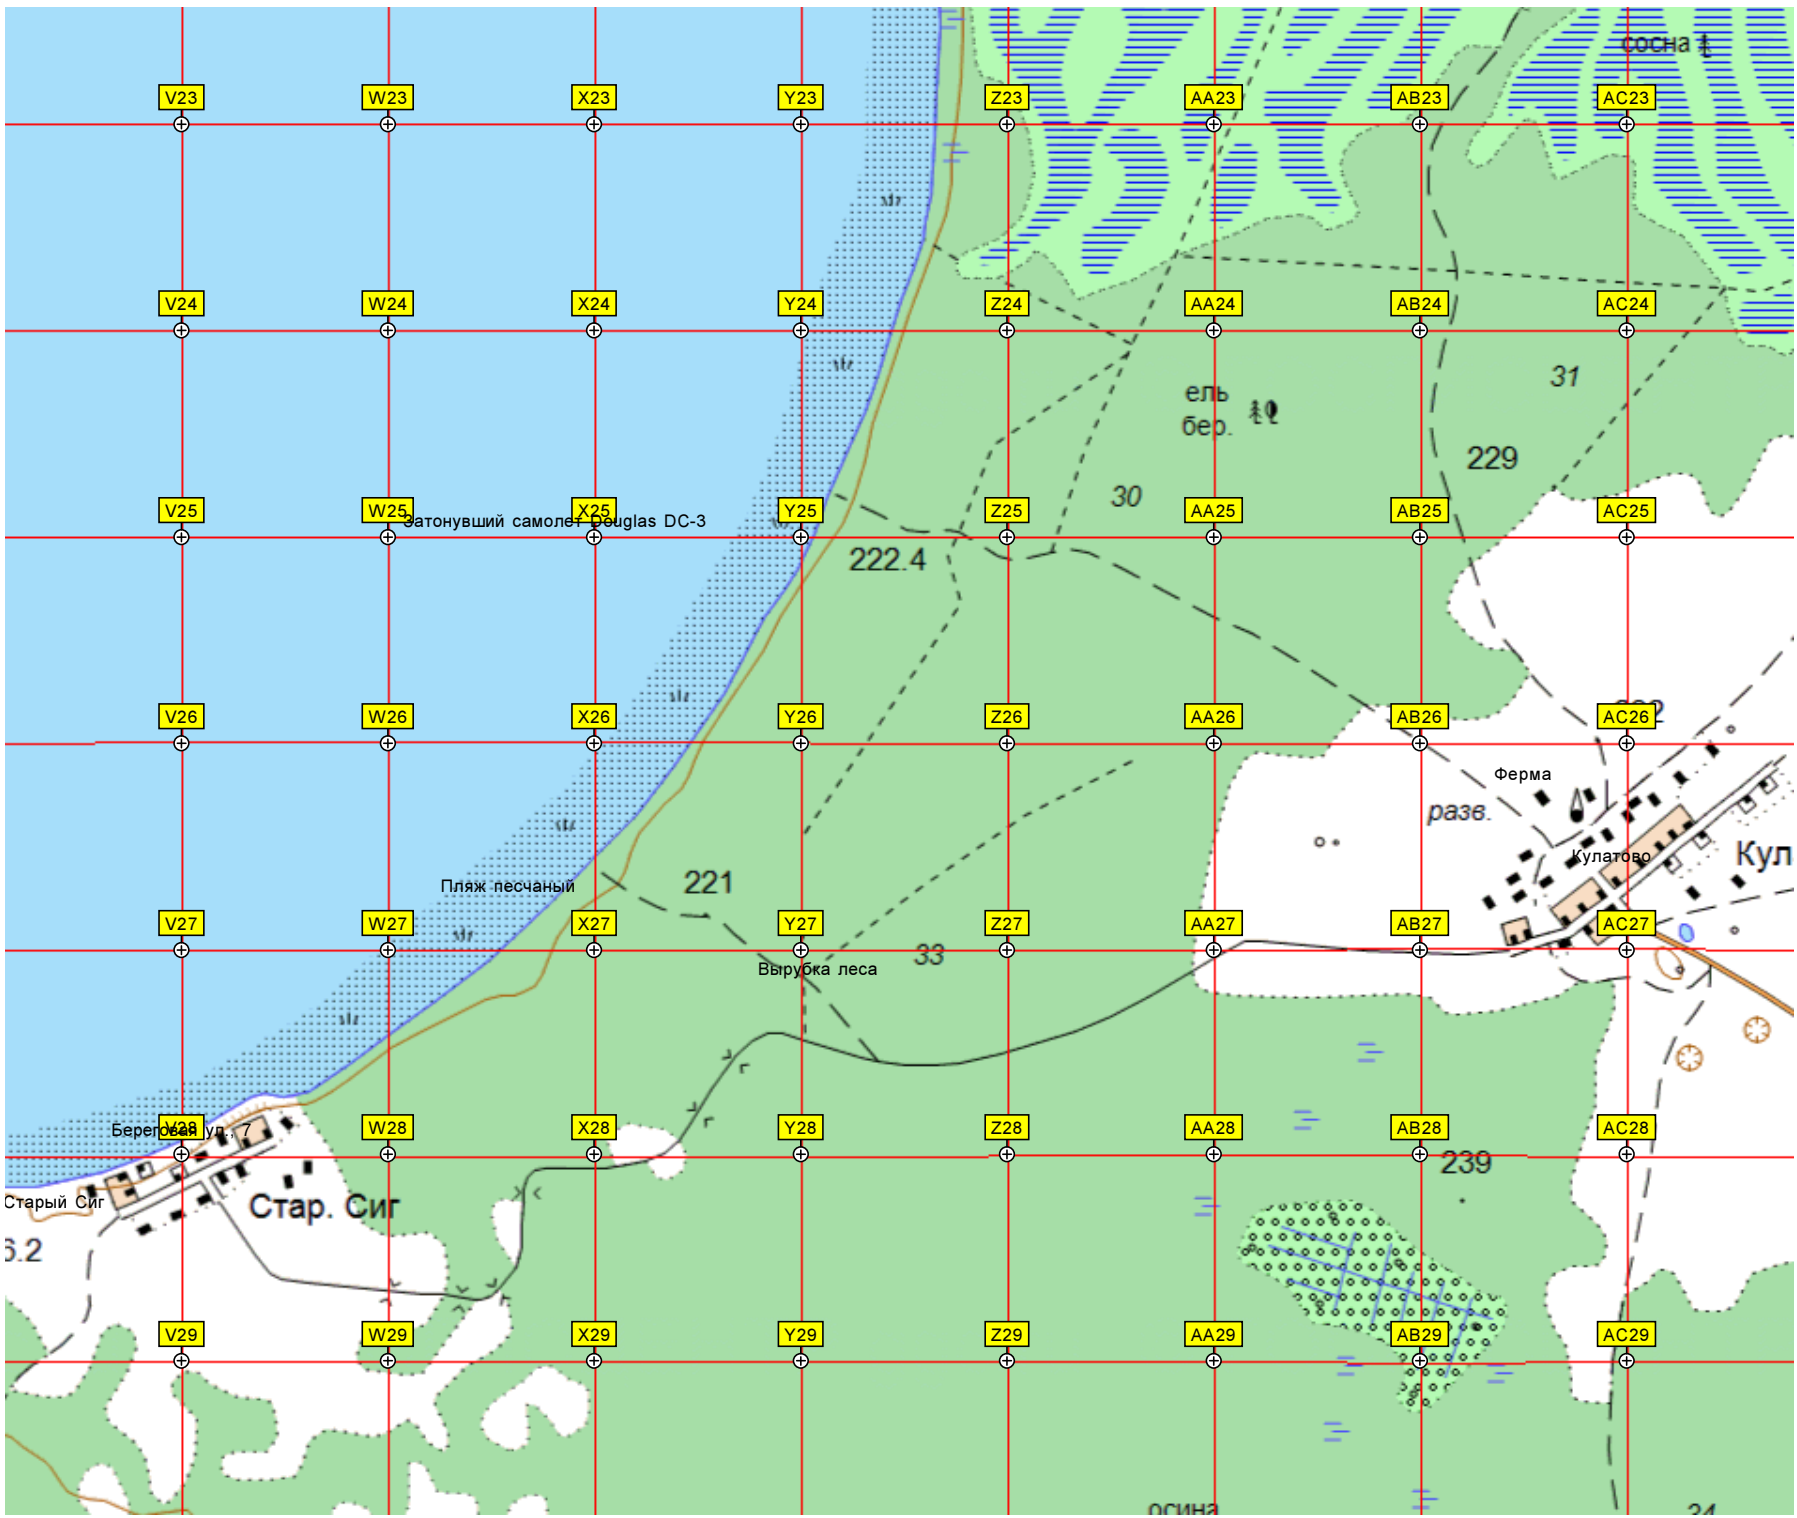 сосна
V23 W23 X23 Y23 Z23 AA23 AB23 AC23
V24 W24 X24 Y24 Z24 AA24 AB24 AC24
31
ель
бер.
229
30
V25 W25 X25 Y25 Z25 AA25 AB25 AC25
Затонувший самолет Douglas DC-3
222.4
V26 W26 X26 Y26 Z26 AA26 AB26 AC26
Ферма
разв.
Кулатово
Кул
221
Пляж песчаный
V27 W27 X27 Y27 Z27 AA27 AB27 AC27
33
Вырубка леса
V28 W28 X28 Y28 Z28 AA28 AB28 AC28
Береговая ул., 7
239
Старый Сиг
Стар. Сиг
6.2
V29 W29 X29 Y29 Z29 AA29 AB29 AC29
осина
34